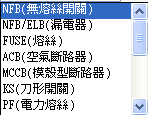 NFB(無熔絲開關)
NFB/ELB(漏電器)
FUSE(熔絲)
ACB(空氣斷路器)
MCCB(模殼型斷路器)
KS(刀形開關)
PF(電力熔絲)